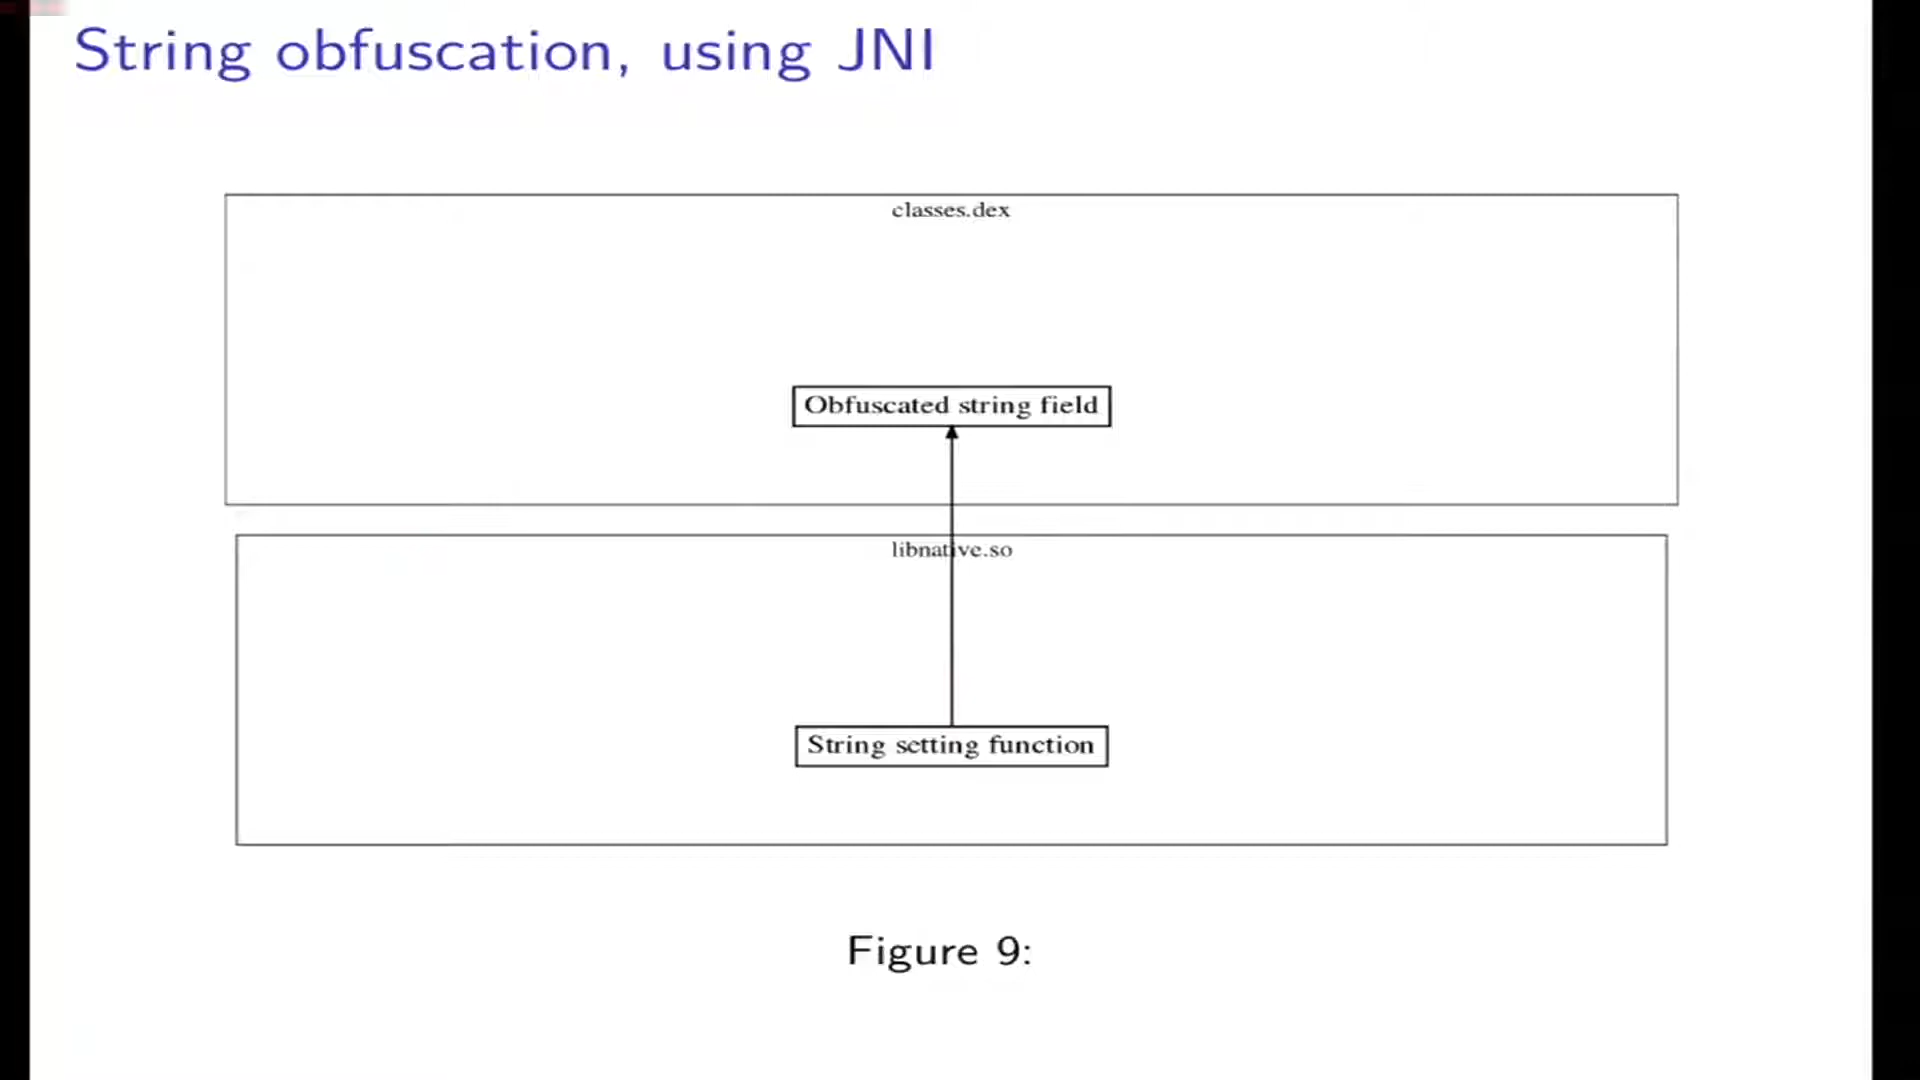 String obfuscation, using JNI
classes.dex
Obfuscated string field
libnative.so
String setting function
Figure 9: